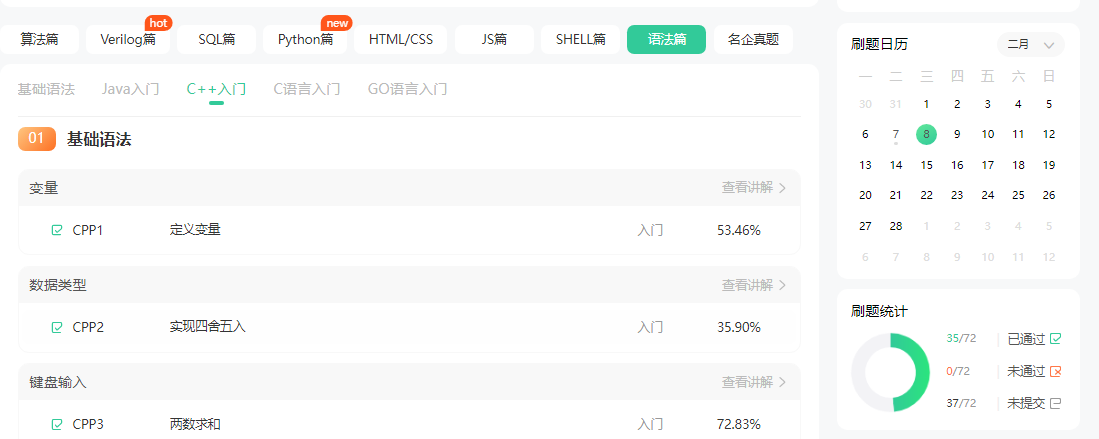 算法篇 Verilog篇 hot SQL篇 Python篇 new HTML/CSS JS篇 SHELL篇 语法篇 名企真题
基础语法 Java入门 C++入门 C语言入门 GO语言入门
01 基础语法
变量 查看讲解
CPP1 定义变量 入门 53.46%
数据类型 查看讲解
CPP2 实现四舍五入 入门 35.90%
键盘输入 查看讲解
CPP3 两数求和 入门 72.83%
刷题日历 二月
一 二 三 四 五 六 日
30 31 1 2 3 4 5
6 7 8 9 10 11 12
13 14 15 16 17 18 19
20 21 22 23 24 25 26
27 28 1 2 3 4 5
6 7 8 9 10 11 12
刷题统计
35/72 已通过
0/72 未通过
37/72 未提交